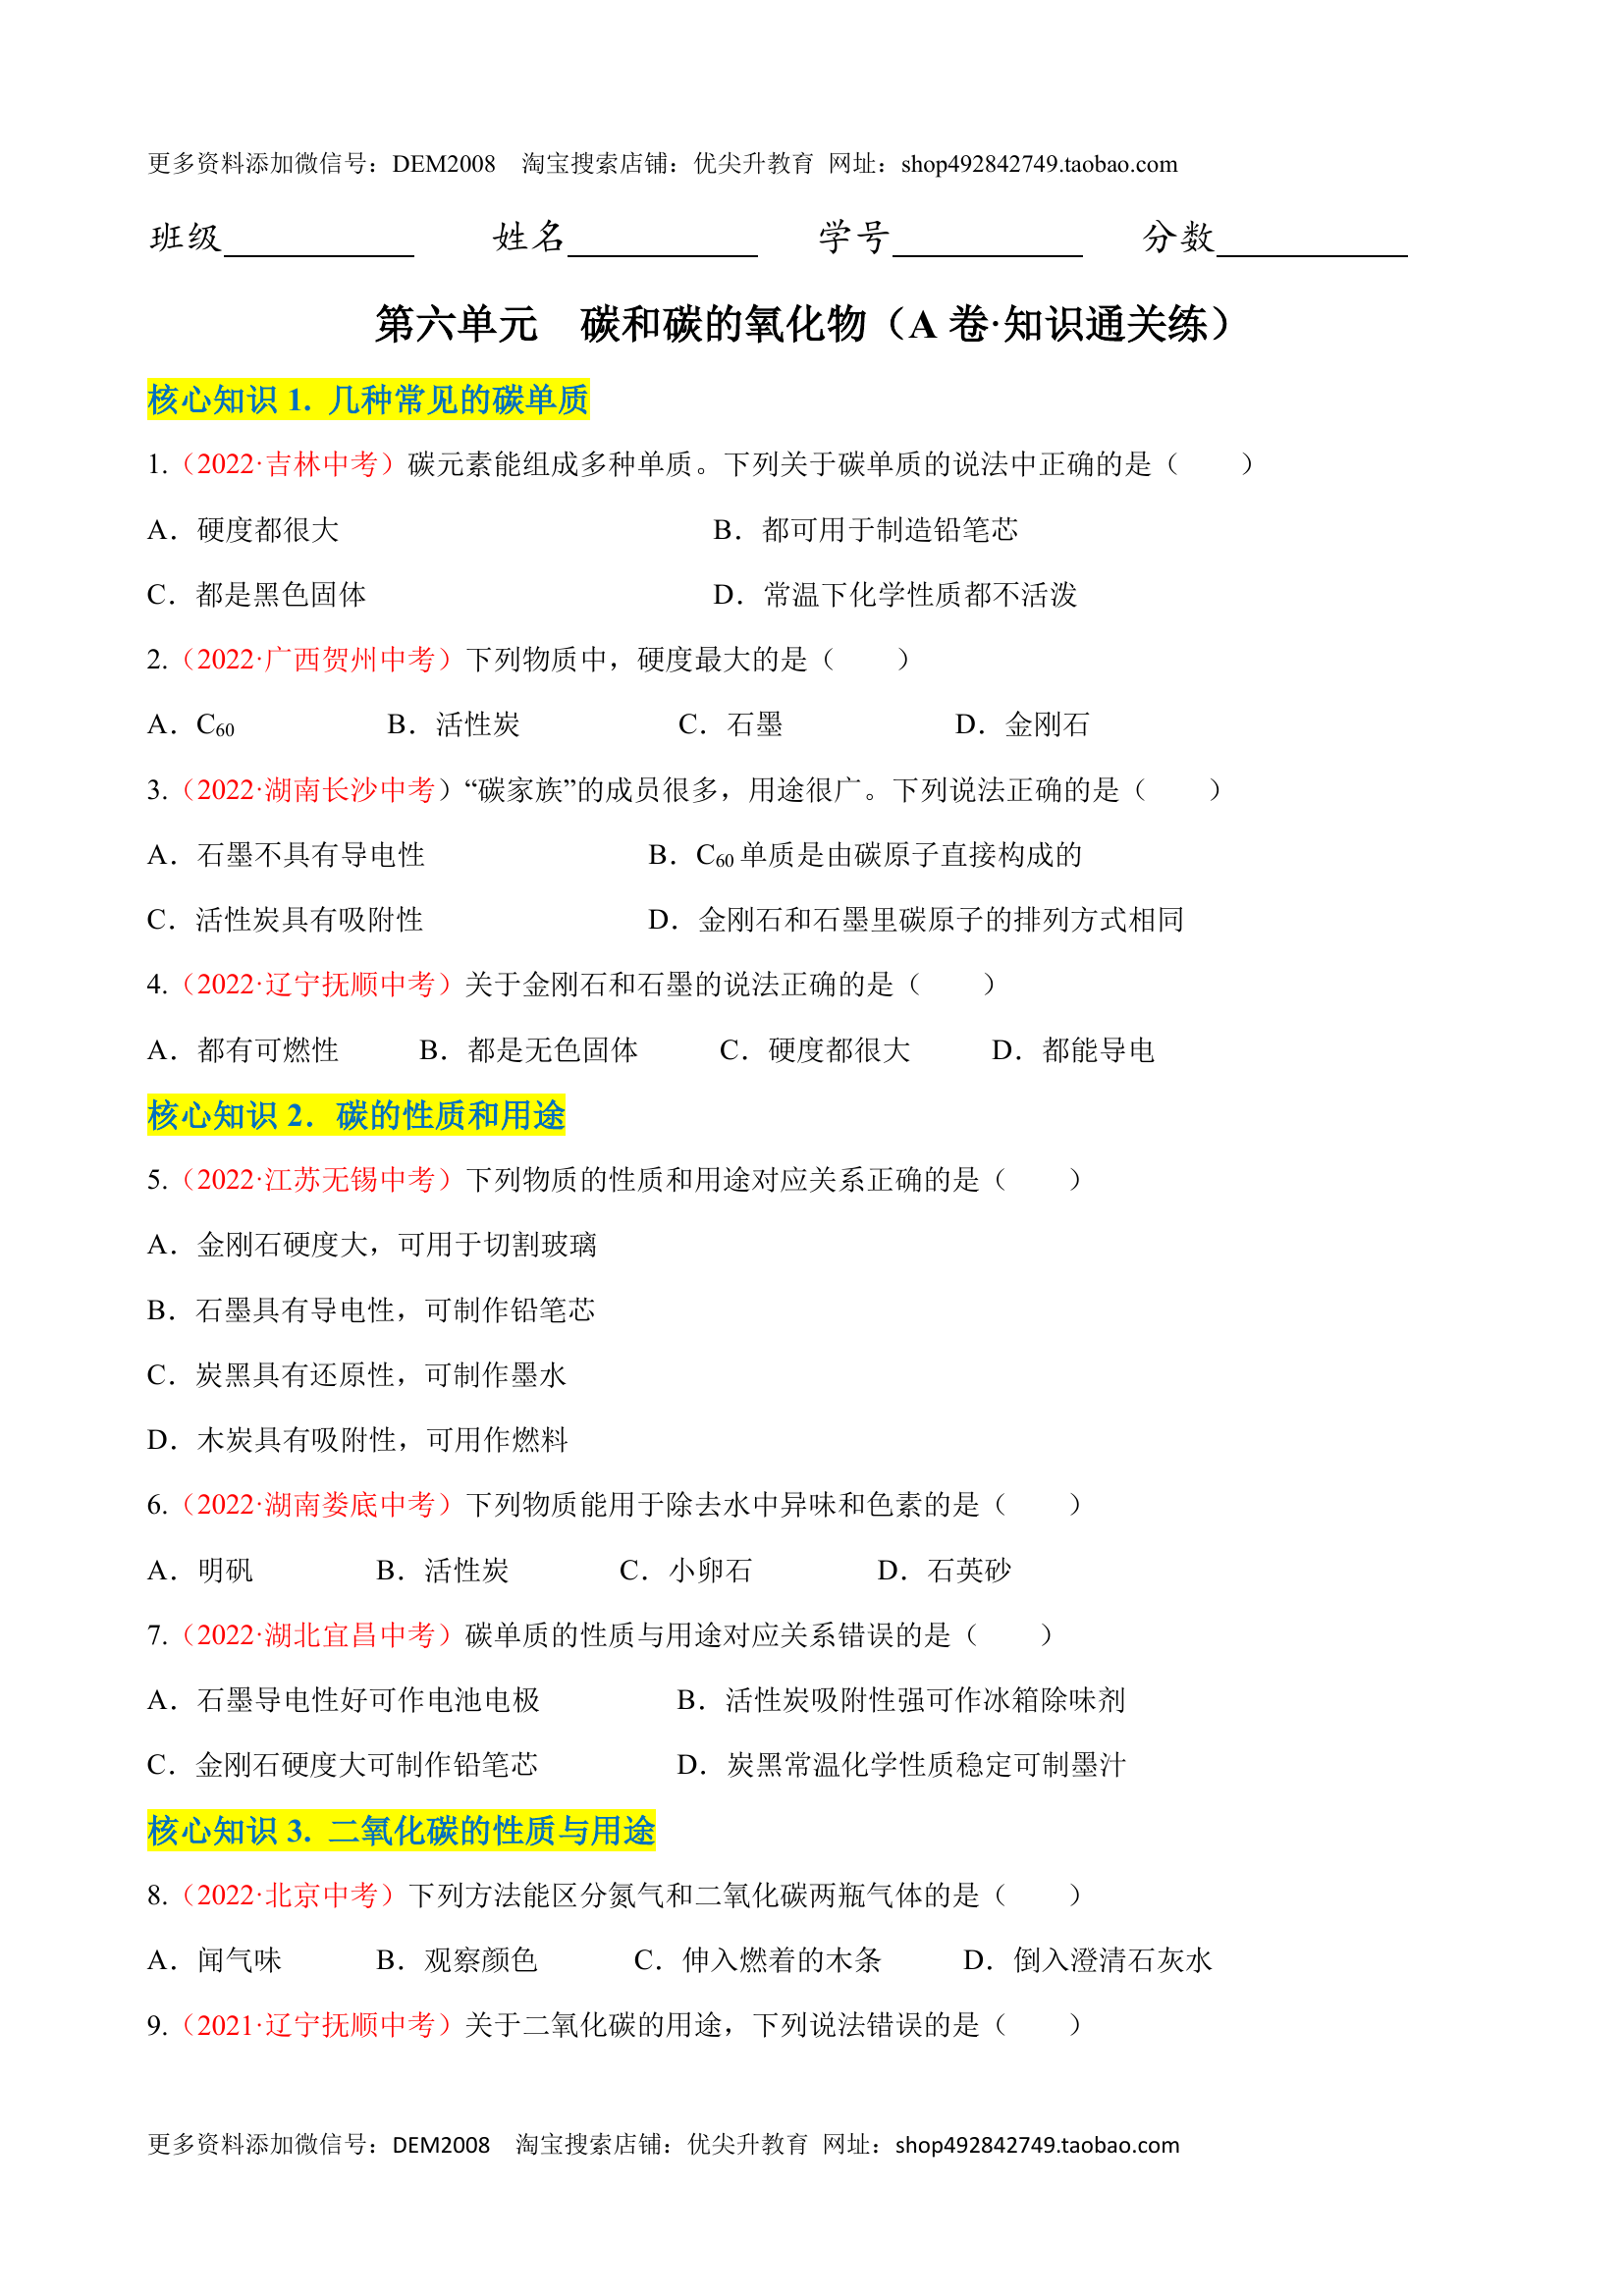 更多资料添加微信号：DEM2008 淘宝搜索店铺：优尖升教育 网址：shop492842749.taobao.com
班级 姓名 学号 分数
第六单元 碳和碳的氧化物（A 卷·知识通关练）
核心知识 1. 几种常见的碳单质
1.（2022·吉林中考）碳元素能组成多种单质。下列关于碳单质的说法中正确的是（ ）
A．硬度都很大 B．都可用于制造铅笔芯
C．都是黑色固体 D．常温下化学性质都不活泼
2.（2022·广西贺州中考）下列物质中，硬度最大的是（ ）
A．C₆₀ B．活性炭 C．石墨 D．金刚石
3.（2022·湖南长沙中考）“碳家族”的成员很多，用途很广。下列说法正确的是（ ）
A．石墨不具有导电性 B．C₆₀ 单质是由碳原子直接构成的
C．活性炭具有吸附性 D．金刚石和石墨里碳原子的排列方式相同
4.（2022·辽宁抚顺中考）关于金刚石和石墨的说法正确的是（ ）
A．都有可燃性 B．都是无色固体 C．硬度都很大 D．都能导电
核心知识 2．碳的性质和用途
5.（2022·江苏无锡中考）下列物质的性质和用途对应关系正确的是（ ）
A．金刚石硬度大，可用于切割玻璃
B．石墨具有导电性，可制作铅笔芯
C．炭黑具有还原性，可制作墨水
D．木炭具有吸附性，可用作燃料
6.（2022·湖南娄底中考）下列物质能用于除去水中异味和色素的是（ ）
A．明矾 B．活性炭 C．小卵石 D．石英砂
7.（2022·湖北宜昌中考）碳单质的性质与用途对应关系错误的是（ ）
A．石墨导电性好可作电池电极 B．活性炭吸附性强可作冰箱除味剂
C．金刚石硬度大可制作铅笔芯 D．炭黑常温化学性质稳定可制墨汁
核心知识 3. 二氧化碳的性质与用途
8.（2022·北京中考）下列方法能区分氮气和二氧化碳两瓶气体的是（ ）
A．闻气味 B．观察颜色 C．伸入燃着的木条 D．倒入澄清石灰水
9.（2021·辽宁抚顺中考）关于二氧化碳的用途，下列说法错误的是（ ）
更多资料添加微信号：DEM2008 淘宝搜索店铺：优尖升教育 网址：shop492842749.taobao.com